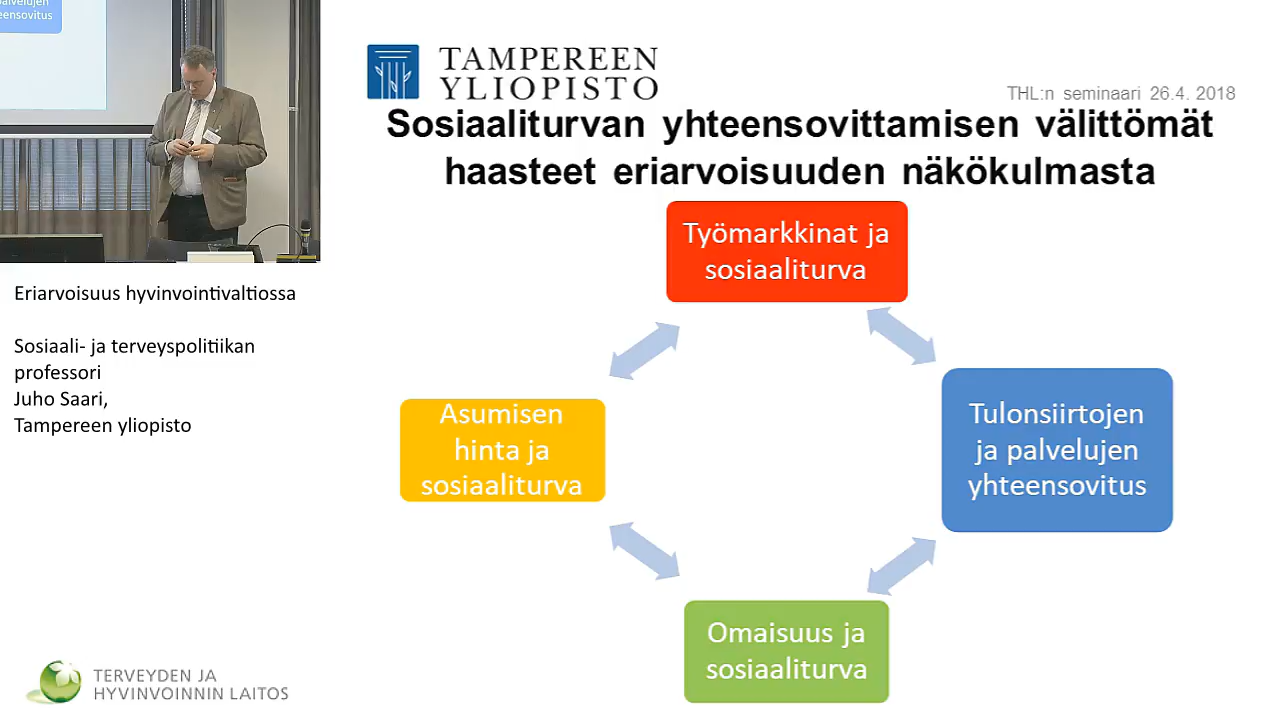 palvelujen
eensovitus
TAMPEREEN
YLIOPISTO
THL:n seminaari 26.4. 2018
Sosiaaliturvan yhteensovittamisen välittömät
haasteet eriarvoisuuden näkökulmasta
Työmarkkinat ja
sosiaaliturva
Asumisen
hinta ja
sosiaaliturva
Tulonsiirtojen
ja palvelujen
yhteensovitus
Omaisuus ja
sosiaaliturva
Eriarvoisuus hyvinvointivaltiossa
Sosiaali- ja terveyspolitiikan
professori
Juho Saari,
Tampereen yliopisto
TERVEYDEN JA
HYVINVOINNIN LAITOS